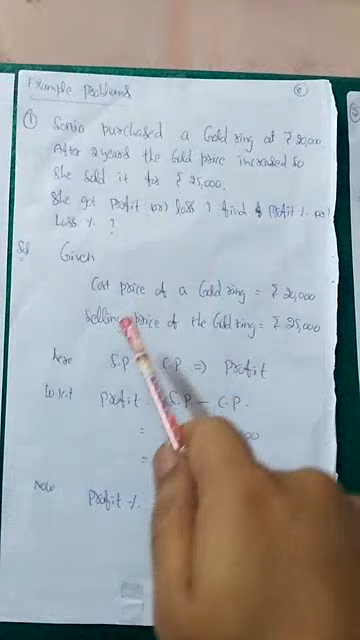 Example Problems
① Sonia purchased a Gold ring at ₹ 20,000
After 2 years the Gold price increased so
She sold it for ₹ 25,000.
She got Profit (or) loss ? find Profit % (or)
Loss % ?
Sol Given
Cost price of a Gold ring = ₹ 20,000
Selling price of the Gold ring = ₹ 25,000
here S.P C.P ⇒ Profit
W.K.T Profit S.P - C.P.
=
=
Now Profit %